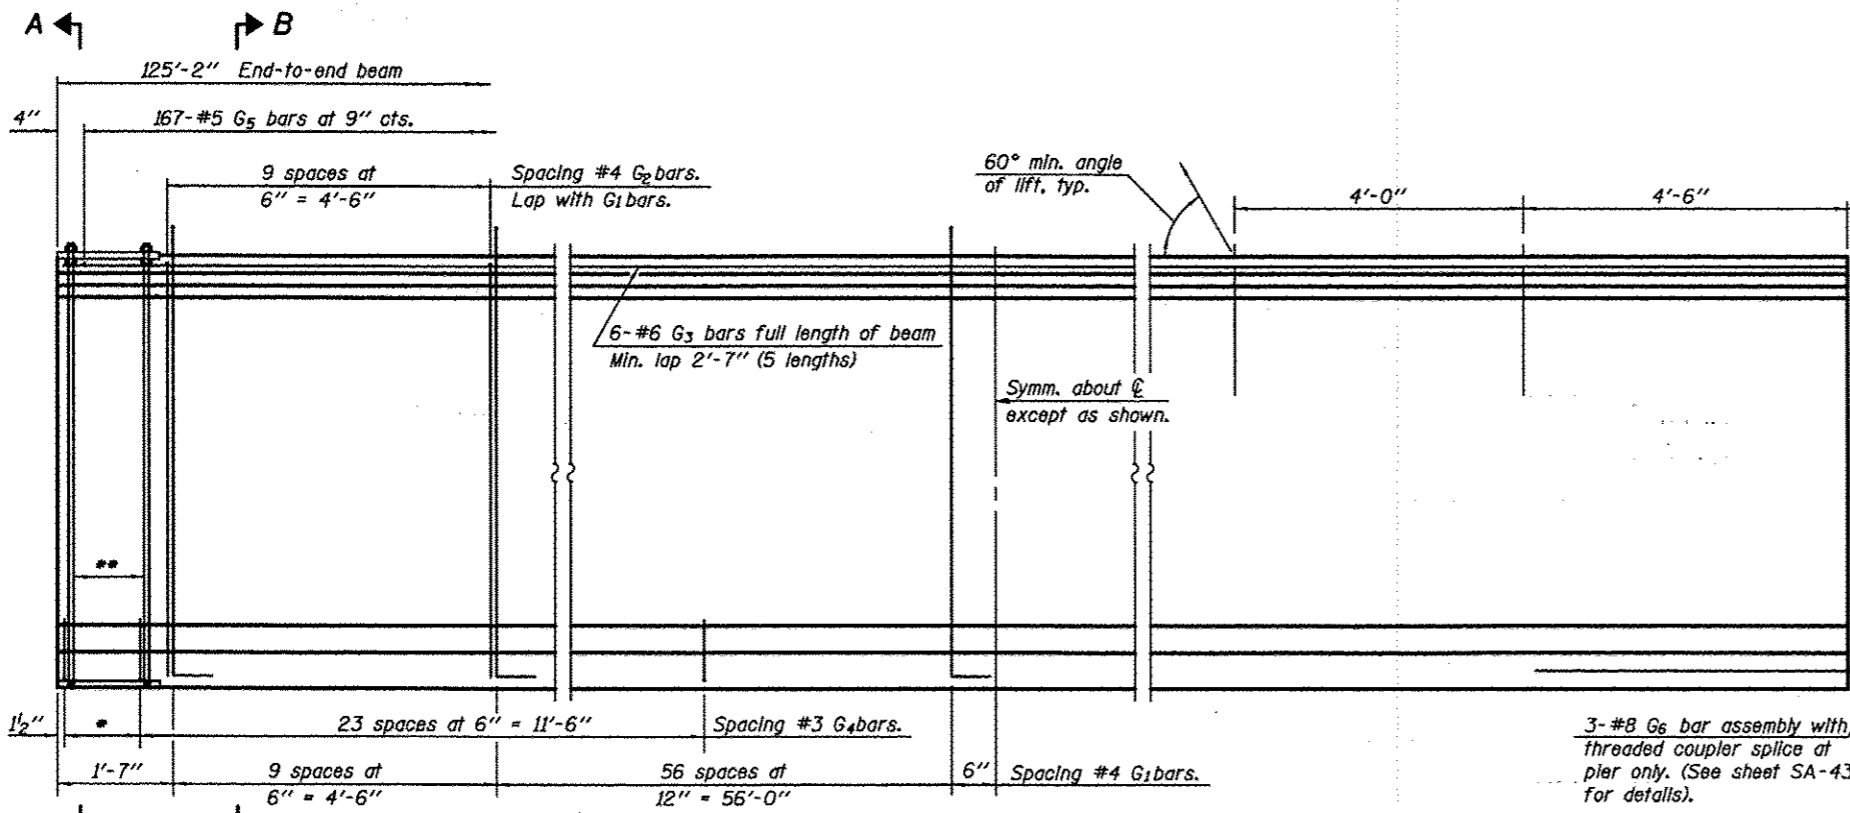 A B
125'-2" End-to-end beam
4" 167-#5 G5 bars at 9" cts.
9 spaces at
6" = 4'-6"
Spacing #4 G2 bars.
Lap with G1 bars.
60° min. angle
of lift, typ.
4'-0" 4'-6"
6-#6 G3 bars full length of beam
Min. lap 2'-7" (5 lengths)
Symm. about ℄
except as shown.
**
1½" * 23 spaces at 6" = 11'-6" Spacing #3 G4 bars.
1'-7" 9 spaces at
6" = 4'-6"
56 spaces at
12" = 56'-0"
6" Spacing #4 G1 bars.
3-#8 G6 bar assembly with
threaded coupler splice at
pier only. (See sheet SA-43
for details).